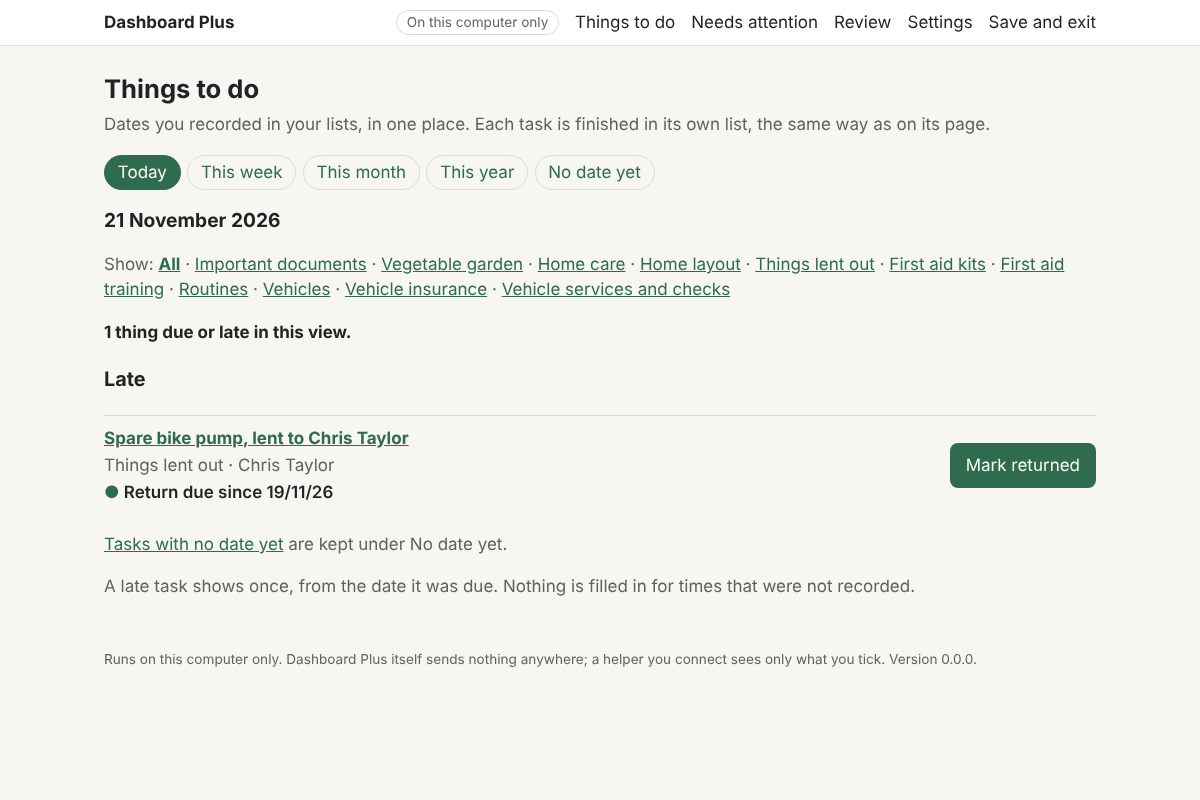 Dashboard Plus
On this computer only
Things to do
Needs attention
Review
Settings
Save and exit
Things to do
Dates you recorded in your lists, in one place. Each task is finished in its own list, the same way as on its page.
Today
This week
This month
This year
No date yet
21 November 2026
Show: All · Important documents · Vegetable garden · Home care · Home layout · Things lent out · First aid kits · First aid
training · Routines · Vehicles · Vehicle insurance · Vehicle services and checks
1 thing due or late in this view.
Late
Spare bike pump, lent to Chris Taylor
Things lent out · Chris Taylor
Return due since 19/11/26
Mark returned
Tasks with no date yet are kept under No date yet.
A late task shows once, from the date it was due. Nothing is filled in for times that were not recorded.
Runs on this computer only. Dashboard Plus itself sends nothing anywhere; a helper you connect sees only what you tick. Version 0.0.0.